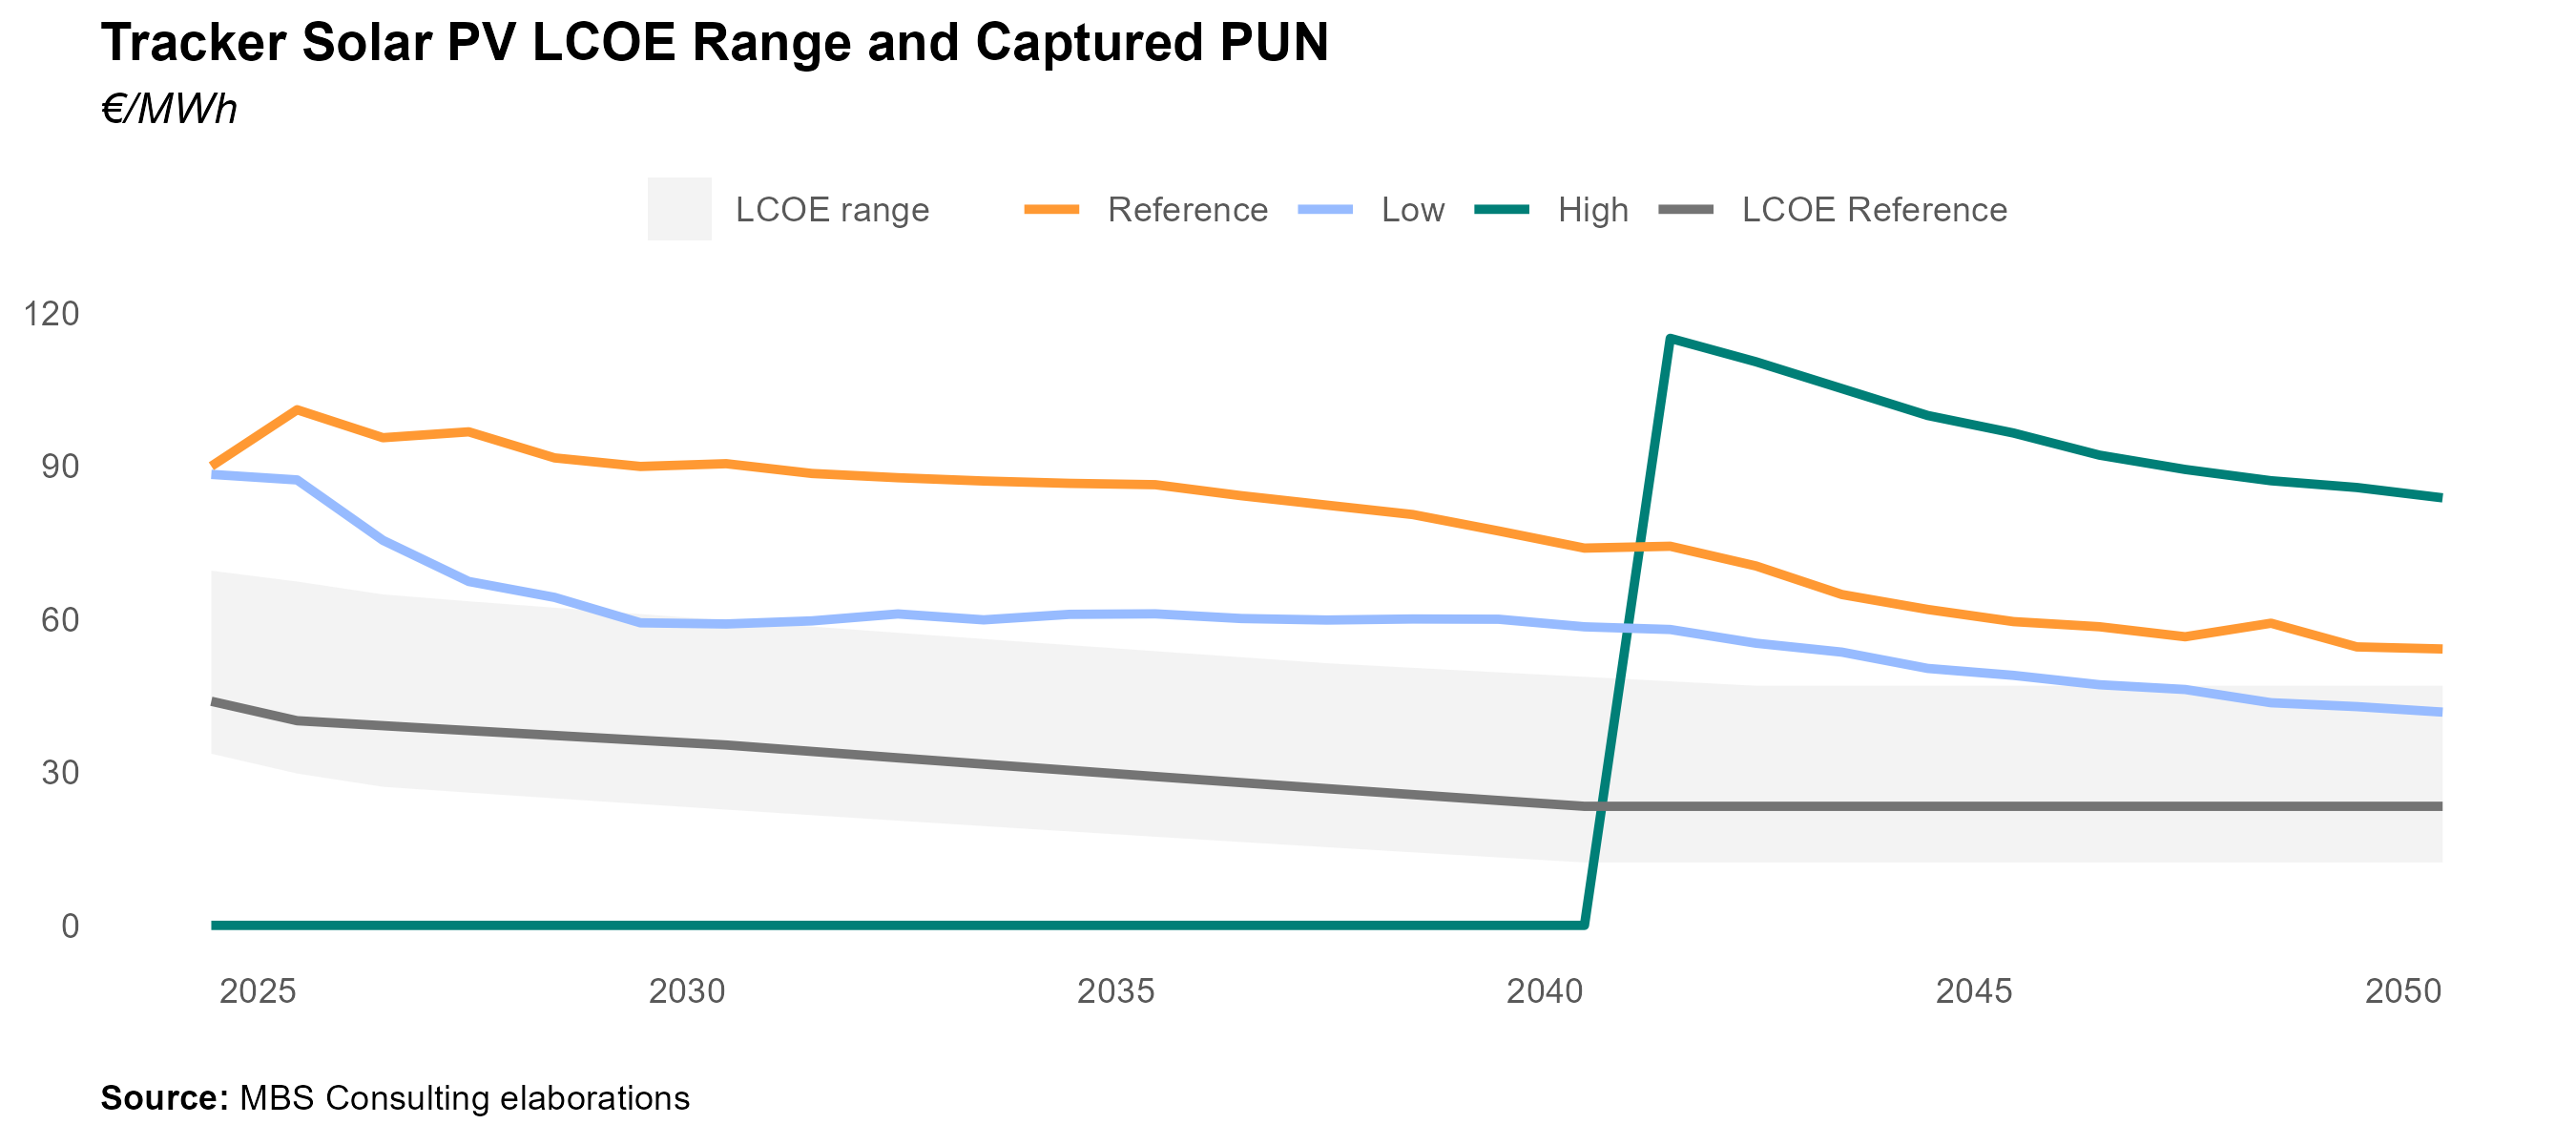 Tracker Solar PV LCOE Range and Captured PUN
€/MWh
LCOE range Reference Low High LCOE Reference
120
90
60
30
0
2025 2030 2035 2040 2045 2050
Source: MBS Consulting elaborations